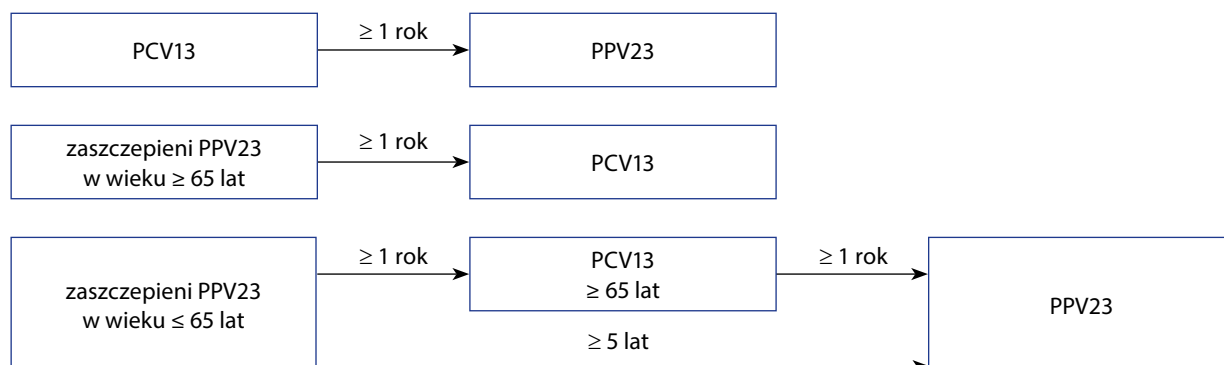 PCV13
≥ 1 rok
PPV23
zaszczepieni PPV23
w wieku ≥ 65 lat
≥ 1 rok
PCV13
zaszczepieni PPV23
w wieku ≤ 65 lat
≥ 1 rok
PCV13
≥ 65 lat
≥ 1 rok
PPV23
≥ 5 lat